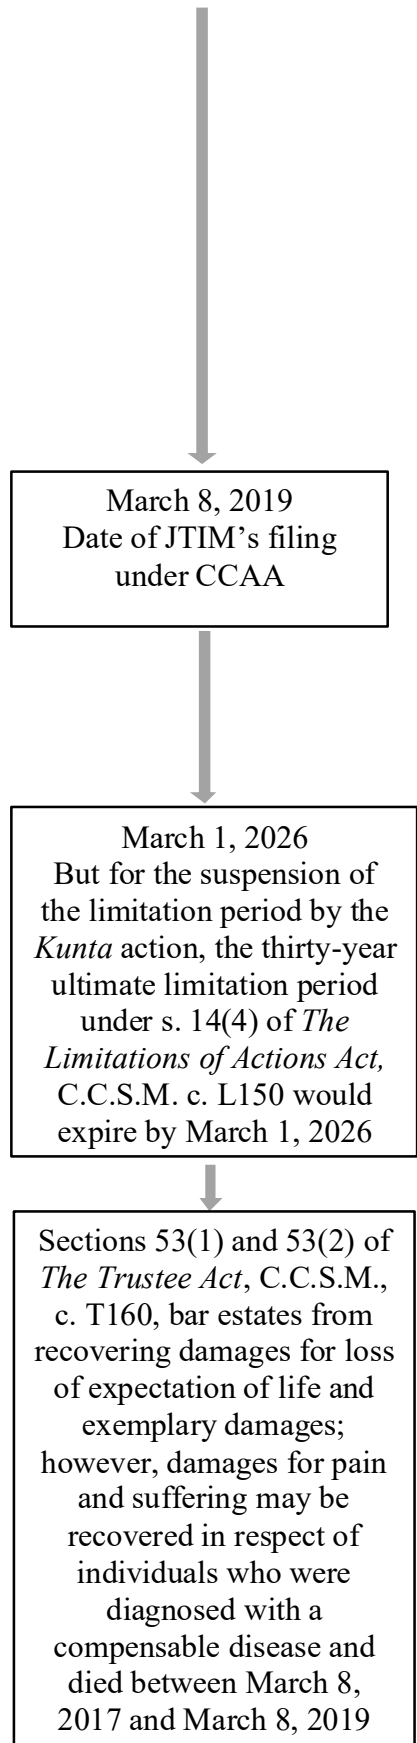 March 8, 2019
Date of JTIM’s filing
under CCAA
March 1, 2026
But for the suspension of
the limitation period by the
Kunta action, the thirty-year
ultimate limitation period
under s. 14(4) of The
Limitations of Actions Act,
C.C.S.M. c. L150 would
expire by March 1, 2026
Sections 53(1) and 53(2) of
The Trustee Act, C.C.S.M.,
c. T160, bar estates from
recovering damages for loss
of expectation of life and
exemplary damages;
however, damages for pain
and suffering may be
recovered in respect of
individuals who were
diagnosed with a
compensable disease and
died between March 8,
2017 and March 8, 2019